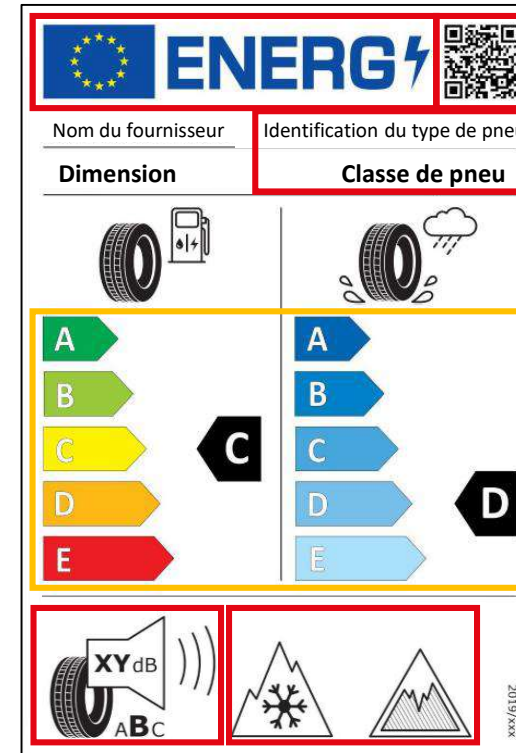 ENERG
Nom du fournisseur
Identification du type de pneu
Dimension
Classe de pneu
A
B
C
D
E
C
A
B
C
D
E
D
XYdB
ABC
2019/xxx